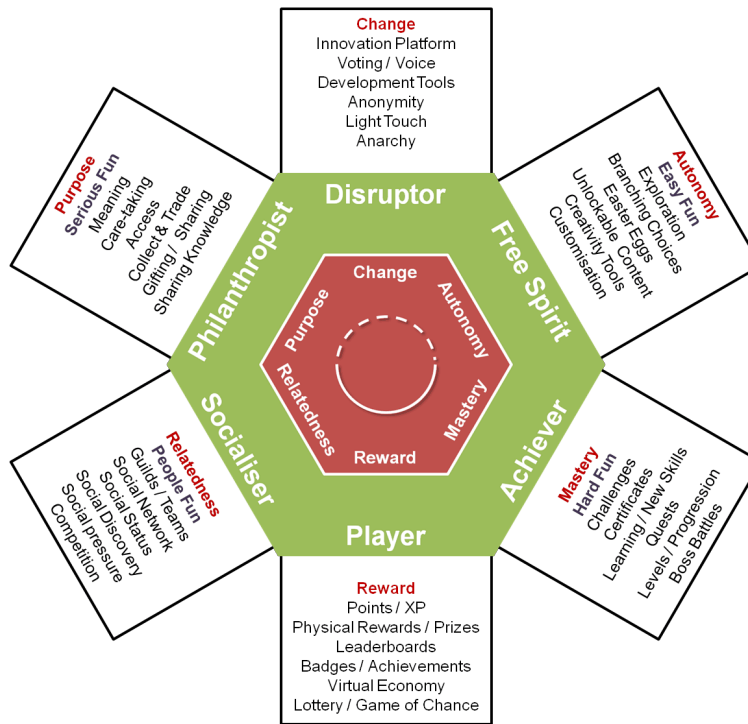 Change
Innovation Platform
Voting / Voice
Development Tools
Anonymity
Light Touch
Anarchy
Purpose
Serious Fun
Meaning
Care-taking
Access
Collect & Trade
Gifting / Sharing
Sharing Knowledge
Autonomy
Easy Fun
Exploration
Branching Choices
Easter Eggs
Unlockable Content
Creativity Tools
Customisation
Disruptor
Philanthropist
Free Spirit
Change
Purpose
Autonomy
Relatedness
Mastery
Reward
Socialiser
Achiever
Player
Relatedness
People Fun
Guilds / Teams
Social Network
Social Status
Social Discovery
Social pressure
Competition
Mastery
Hard Fun
Challenges
Certificates
Learning / New Skills
Quests
Levels / Progression
Boss Battles
Reward
Points / XP
Physical Rewards / Prizes
Leaderboards
Badges / Achievements
Virtual Economy
Lottery / Game of Chance